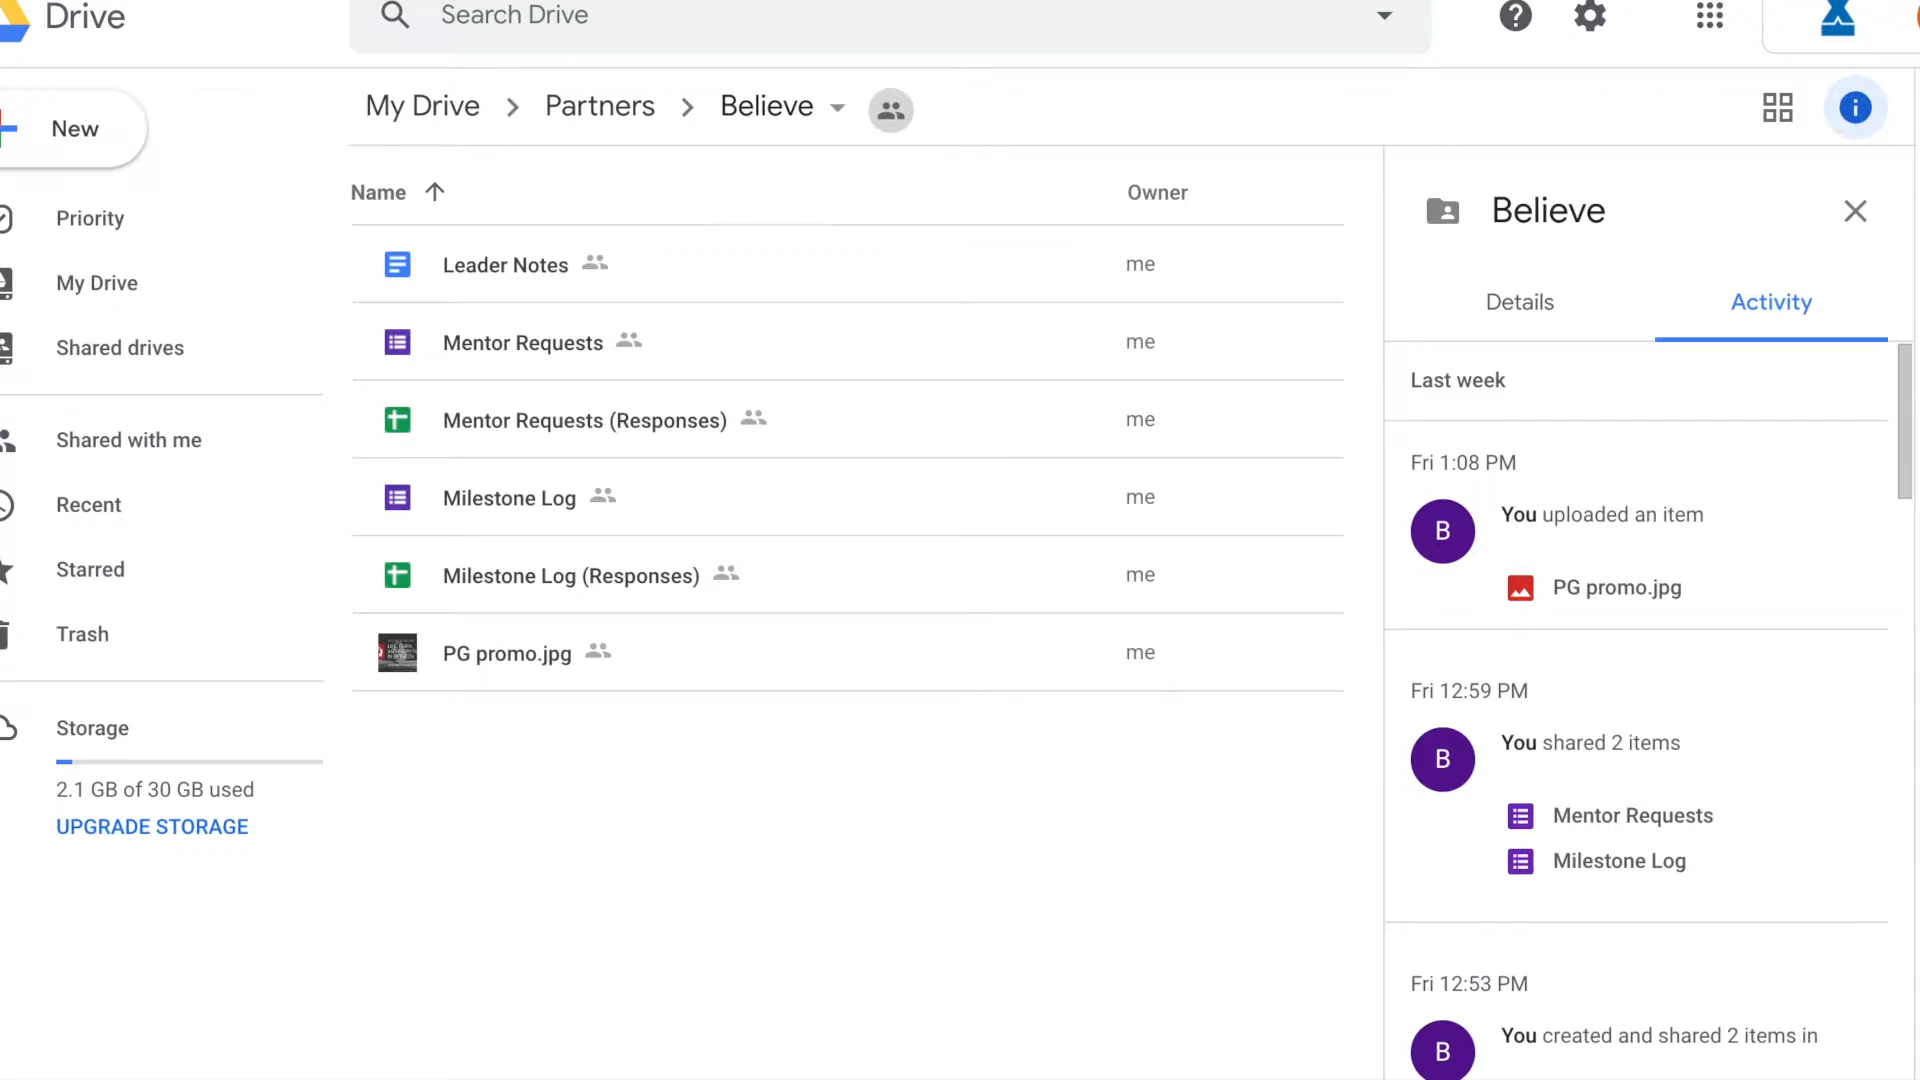 Drive
Search Drive
New
My Drive
Partners
Believe
Priority
My Drive
Shared drives
Shared with me
Recent
Starred
Trash
Storage
2.1 GB of 30 GB used
UPGRADE STORAGE
Name
Owner
Leader Notes
me
Mentor Requests
me
Mentor Requests (Responses)
me
Milestone Log
me
Milestone Log (Responses)
me
PG promo.jpg
me
Believe
Details
Activity
Last week
Fri 1:08 PM
B
You uploaded an item
PG promo.jpg
Fri 12:59 PM
B
You shared 2 items
Mentor Requests
Milestone Log
Fri 12:53 PM
B
You created and shared 2 items in